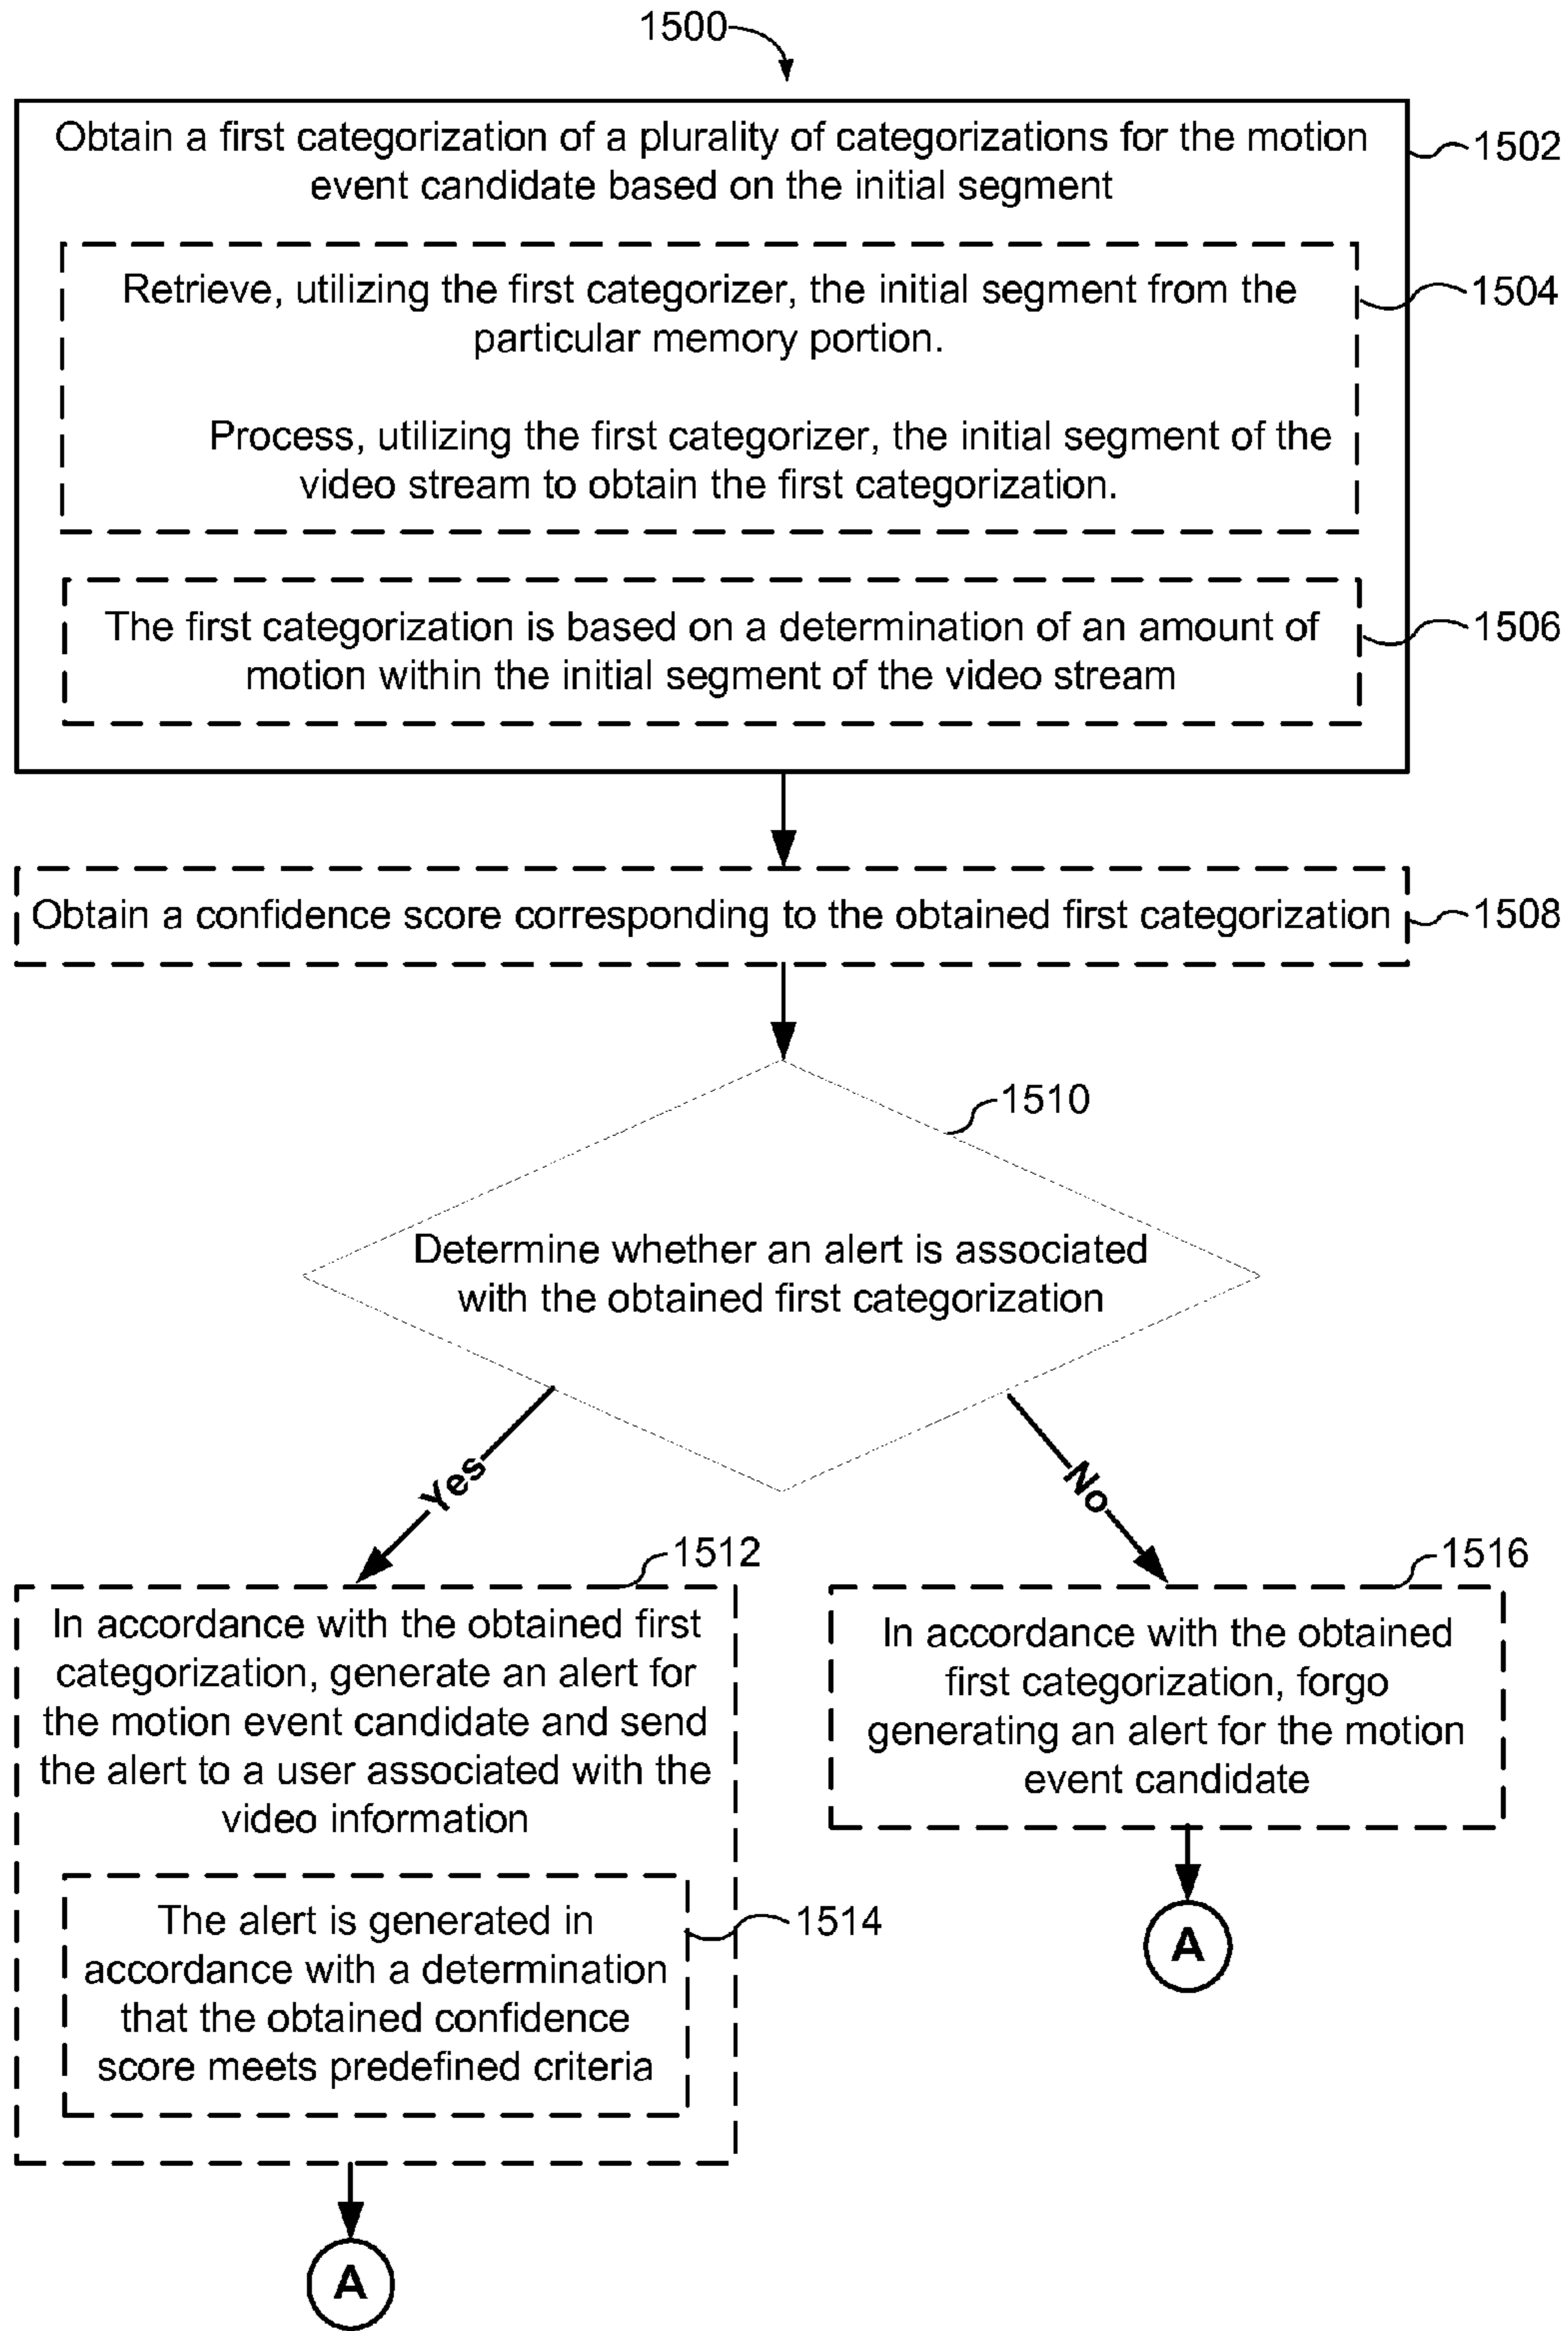 1500
Obtain a first categorization of a plurality of categorizations for the motion
event candidate based on the initial segment
1502
Retrieve, utilizing the first categorizer, the initial segment from the
particular memory portion.
1504
Process, utilizing the first categorizer, the initial segment of the
video stream to obtain the first categorization.
The first categorization is based on a determination of an amount of
motion within the initial segment of the video stream
1506
Obtain a confidence score corresponding to the obtained first categorization
1508
1510
Determine whether an alert is associated
with the obtained first categorization
Yes
No
1512
In accordance with the obtained first
categorization, generate an alert for
the motion event candidate and send
the alert to a user associated with the
video information
The alert is generated in
accordance with a determination
that the obtained confidence
score meets predefined criteria
1514
A
1516
In accordance with the obtained
first categorization, forgo
generating an alert for the motion
event candidate
A